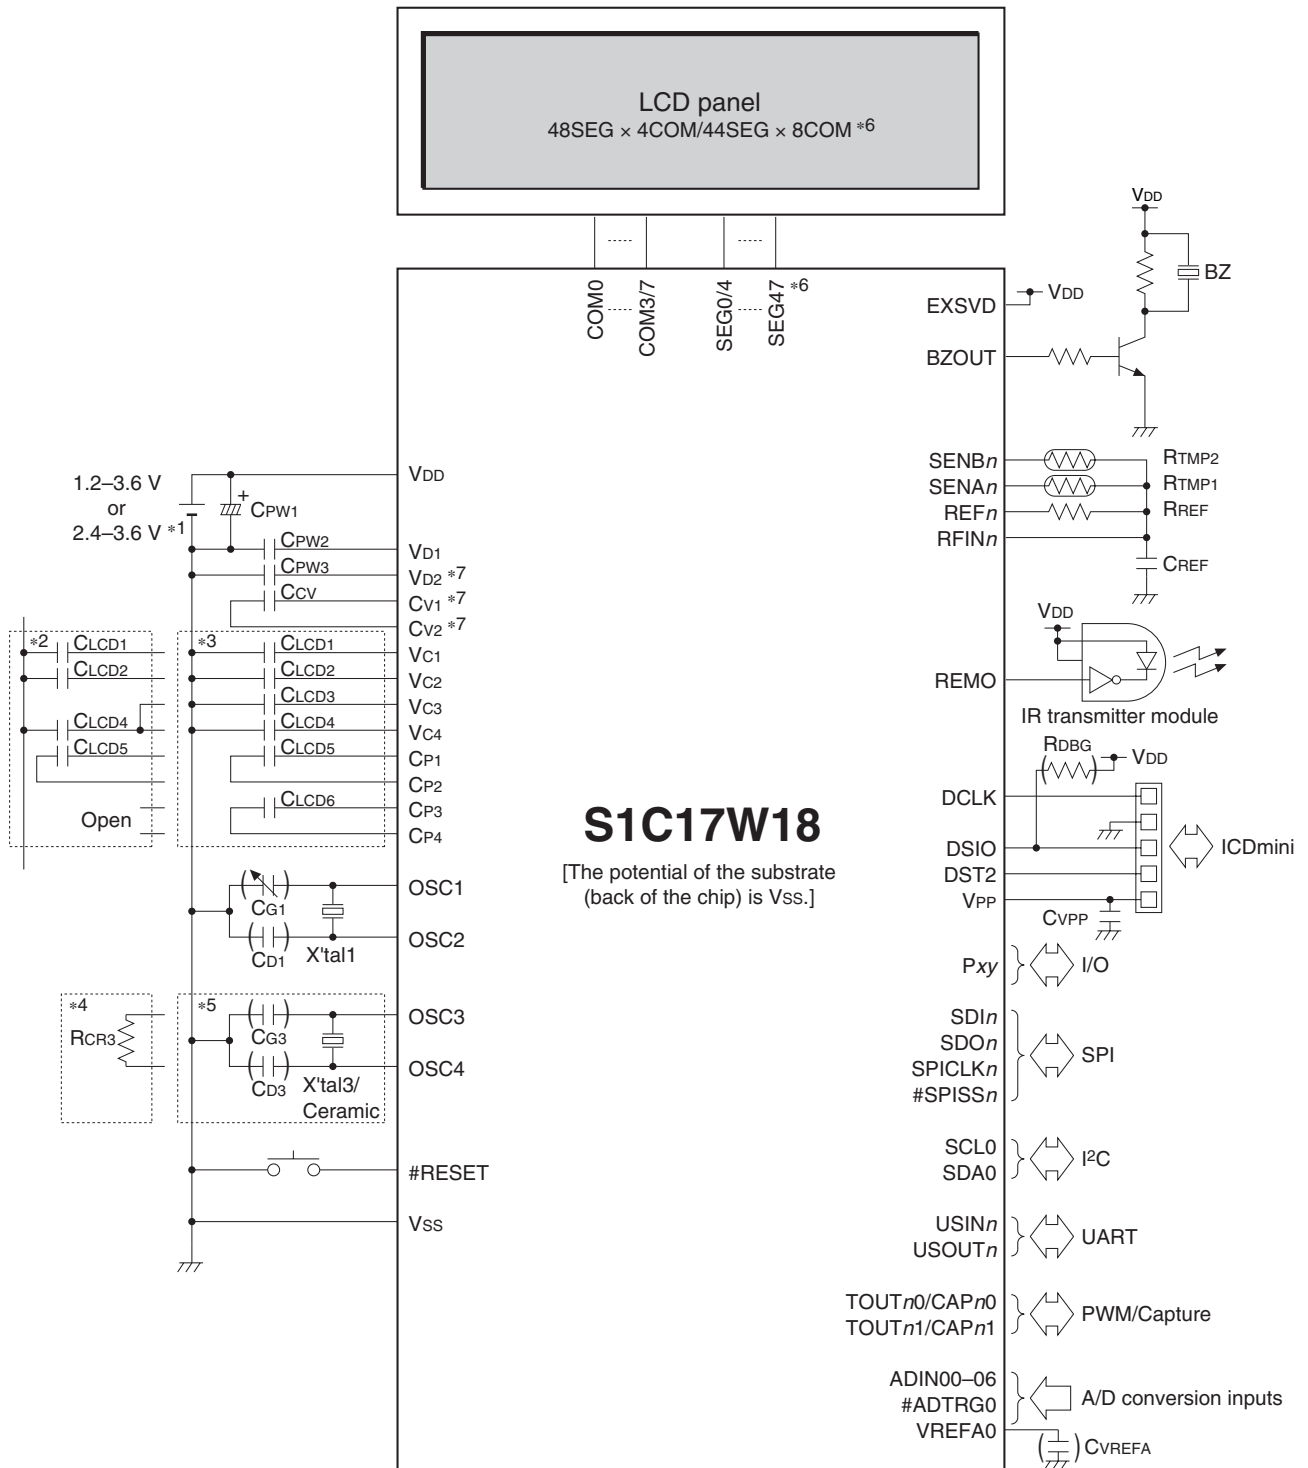 LCD panel
48SEG × 4COM/44SEG × 8COM *6
COM0
COM3/7
SEG0/4
SEG47
*6
VDD
BZ
EXSVD
VDD
BZOUT
1.2–3.6 V
or
2.4–3.6 V *1
+
CPW1
VDD
CPW2
VD1
CPW3
VD2 *7
CCV
CV1 *7
CV2 *7
*2
CLCD1
CLCD2
CLCD4
CLCD5
Open
*3
CLCD1
VC1
CLCD2
VC2
CLCD3
VC3
CLCD4
VC4
CLCD5
CP1
CP2
CLCD6
CP3
CP4
SENBn
RTMP2
SENAn
RTMP1
REFn
RREF
RFINn
CREF
VDD
REMO
IR transmitter module
RDBG
VDD
DCLK
DSIO
DST2
VPP
ICDmini
CVPP
S1C17W18
[The potential of the substrate
(back of the chip) is VSS.]
OSC1
CG1
OSC2
CD1
X'tal1
*4
RCR3
*5
OSC3
CG3
OSC4
CD3
X'tal3/
Ceramic
#RESET
VSS
Pxy
I/O
SDIn
SDOn
SPICLKn
#SPISSn
SPI
SCL0
SDA0
I2C
USINn
USOUTn
UART
TOUTn0/CAPn0
TOUTn1/CAPn1
PWM/Capture
ADIN00–06
#ADTRG0
VREFA0
A/D conversion inputs
CVREFA